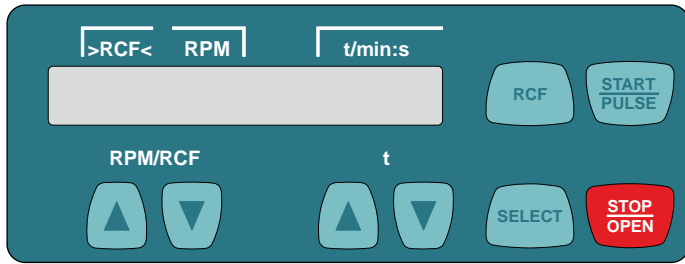 >RCF< RPM t/min:s
RCF
START
PULSE
RPM/RCF t
SELECT
STOP
OPEN